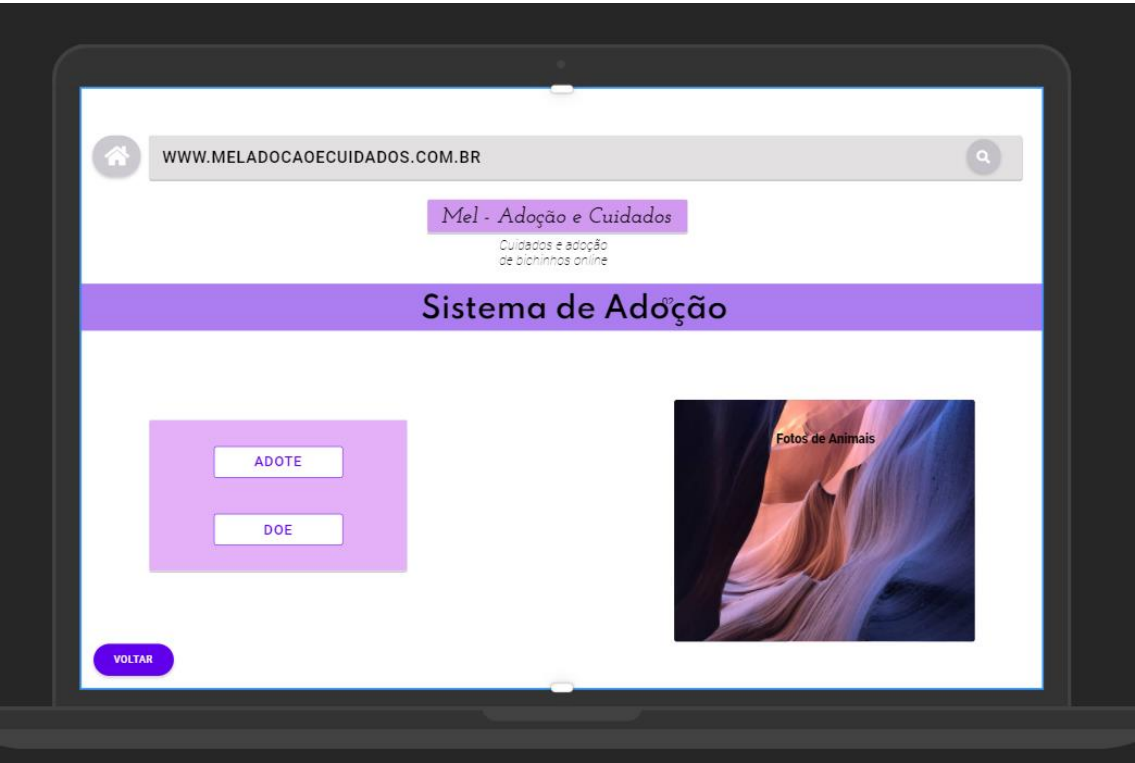 WWW.MELADOCAOECUIDADOS.COM.BR
Mel - Adoção e Cuidados
Cuidados e adoção
de bichinhos online
Sistema de Adoção
Fotos de Animais
ADOTE
DOE
VOLTAR